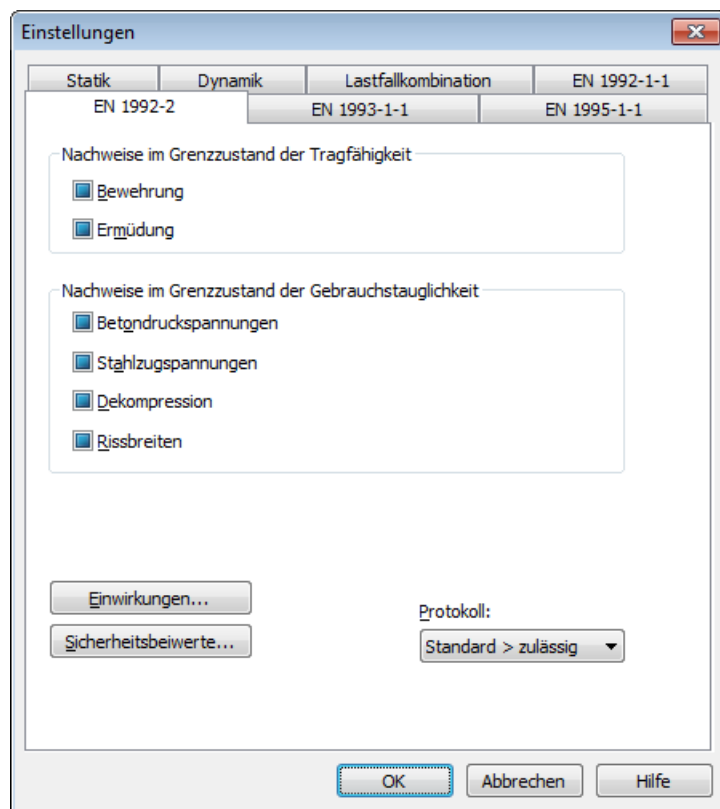 Einstellungen
Statik
Dynamik
Lastfallkombination
EN 1992-1-1
EN 1992-2
EN 1993-1-1
EN 1995-1-1
Nachweise im Grenzzustand der Tragfähigkeit
Bewehrung
Ermüdung
Nachweise im Grenzzustand der Gebrauchstauglichkeit
Betondruckspannungen
Stahlzugspannungen
Dekompression
Rissbreiten
Einwirkungen...
Protokoll:
Sicherheitsbeiwerte...
Standard > zulässig
OK
Abbrechen
Hilfe